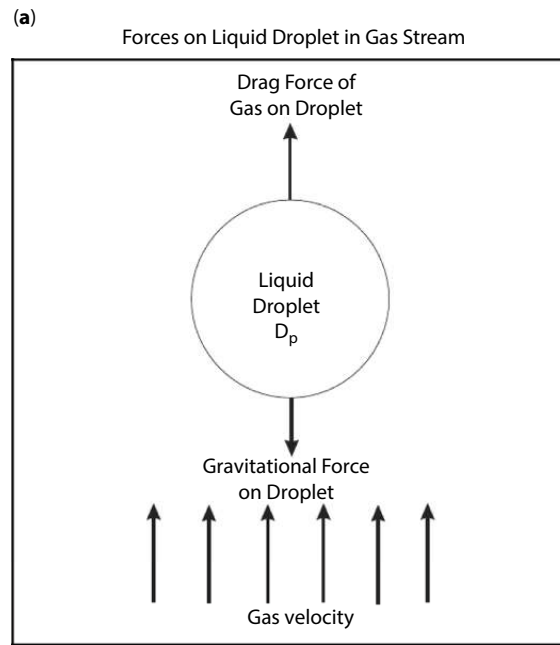 (a)
Forces on Liquid Droplet in Gas Stream
Drag Force of
Gas on Droplet
Liquid
Droplet
Dp
Gravitational Force
on Droplet
Gas velocity